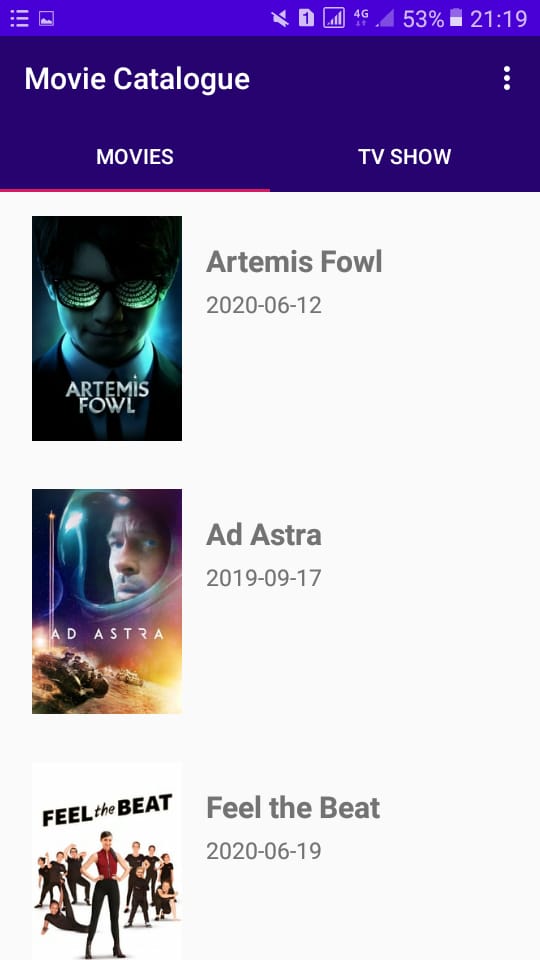 1 4G 53% 21:19
Movie Catalogue
MOVIES TV SHOW
ARTEMIS
FOWL
Artemis Fowl
2020-06-12
AD ASTRA
Ad Astra
2019-09-17
FEEL the BEAT
Feel the Beat
2020-06-19